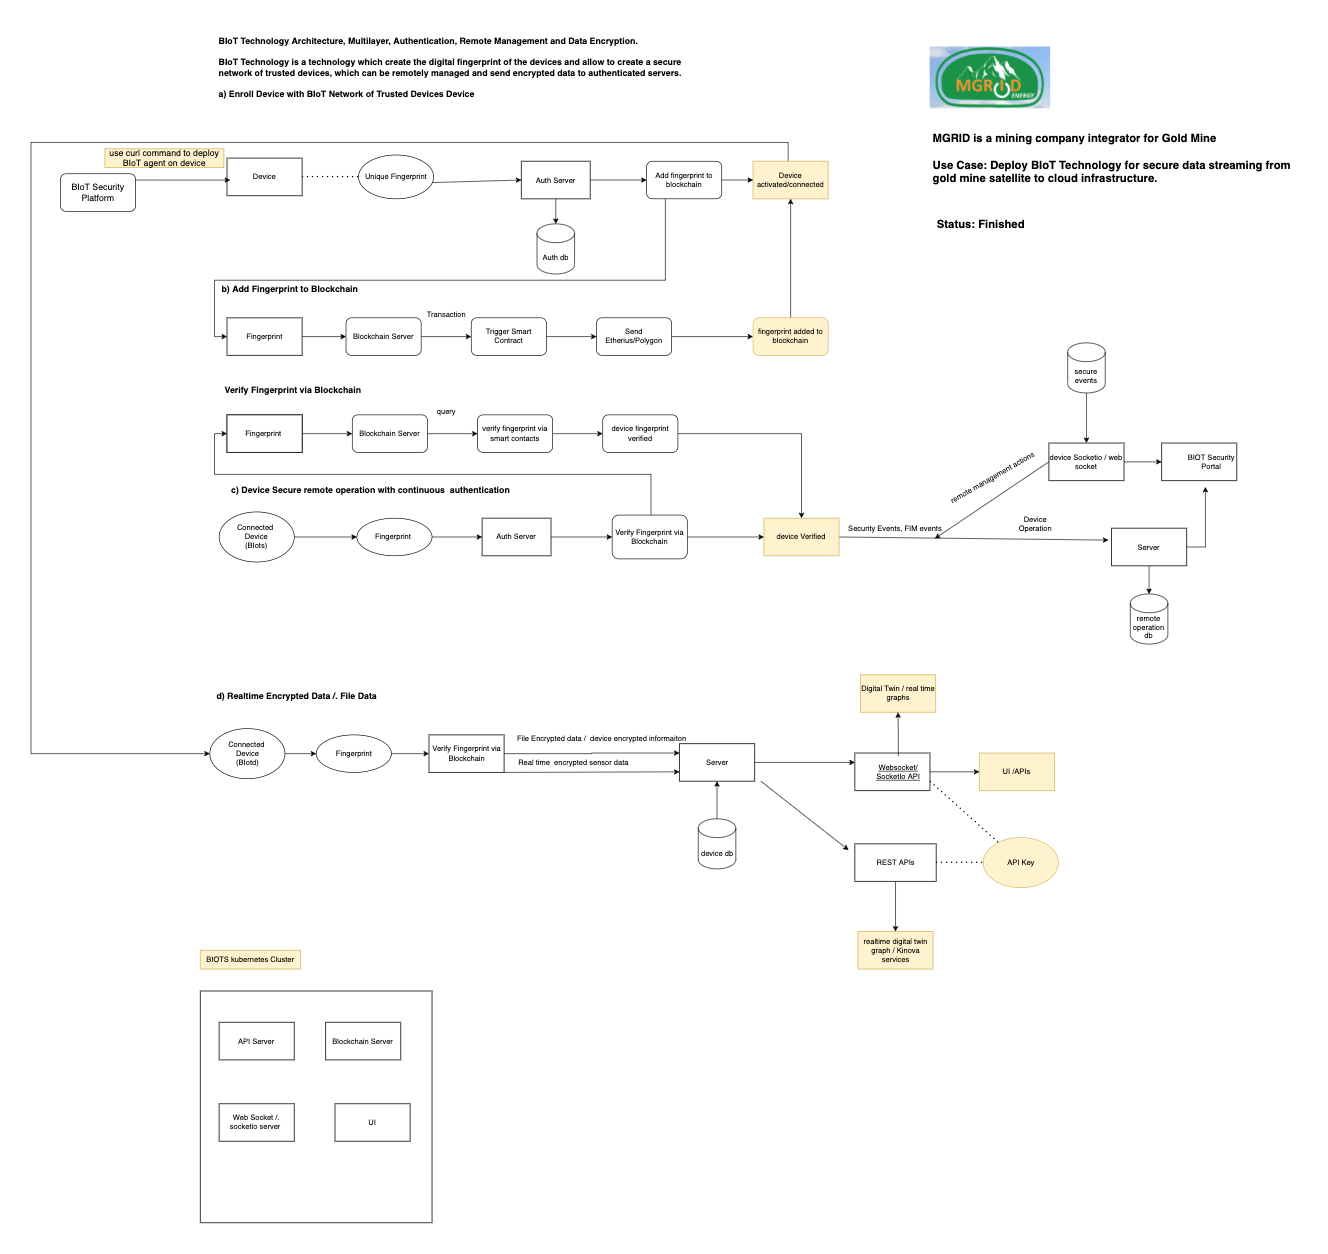 BIoT Technology Architecture, Multilayer, Authentication, Remote Management and Data Encryption.
BIoT Technology is a technology which create the digital fingerprint of the devices and allow to create a secure
network of trusted devices, which can be remotely managed and send encrypted data to authenticated servers.
a) Enroll Device with BIoT Network of Trusted Devices Device
MGRID
ENERGY
MGRID is a mining company integrator for Gold Mine
Use Case: Deploy BIoT Technology for secure data streaming from
gold mine satellite to cloud infrastructure.
Status: Finished
use curl command to deploy
BIoT agent on device
BIoT Security
Platform
Device
Unique Fingerprint
Auth Server
Add fingerprint to
blockchain
Device
activated/connected
Auth db
b) Add Fingerprint to Blockchain
Fingerprint
Blockchain Server
Transaction
Trigger Smart
Contract
Send
Etherius/Polygon
fingerprint added to
blockchain
Verify Fingerprint via Blockchain
Fingerprint
Blockchain Server
query
verify fingerprint via
smart contacts
device fingerprint
verified
secure
events
device Socketio / web
socket
BIOT Security
Portal
remote management actions
c) Device Secure remote operation with continuous authentication
Connected
Device
(BIots)
Fingerprint
Auth Server
Verify Fingerprint via
Blockchain
device Verified
Security Events, FIM events
Device
Operation
Server
remote
operation
db
d) Realtime Encrypted Data /. File Data
Connected
Device
(BIotd)
Fingerprint
Verify Fingerprint via
Blockchain
File Encrypted data / device encrypted informaiton
Real time encrypted sensor data
Server
device db
Digital Twin / real time
graphs
Websocket/
SocketIo API
UI /APIs
REST APIs
API Key
realtime digital twin
graph / Kinova
services
BIOTS kubernetes Cluster
API Server
Blockchain Server
Web Socket /.
socketio server
UI